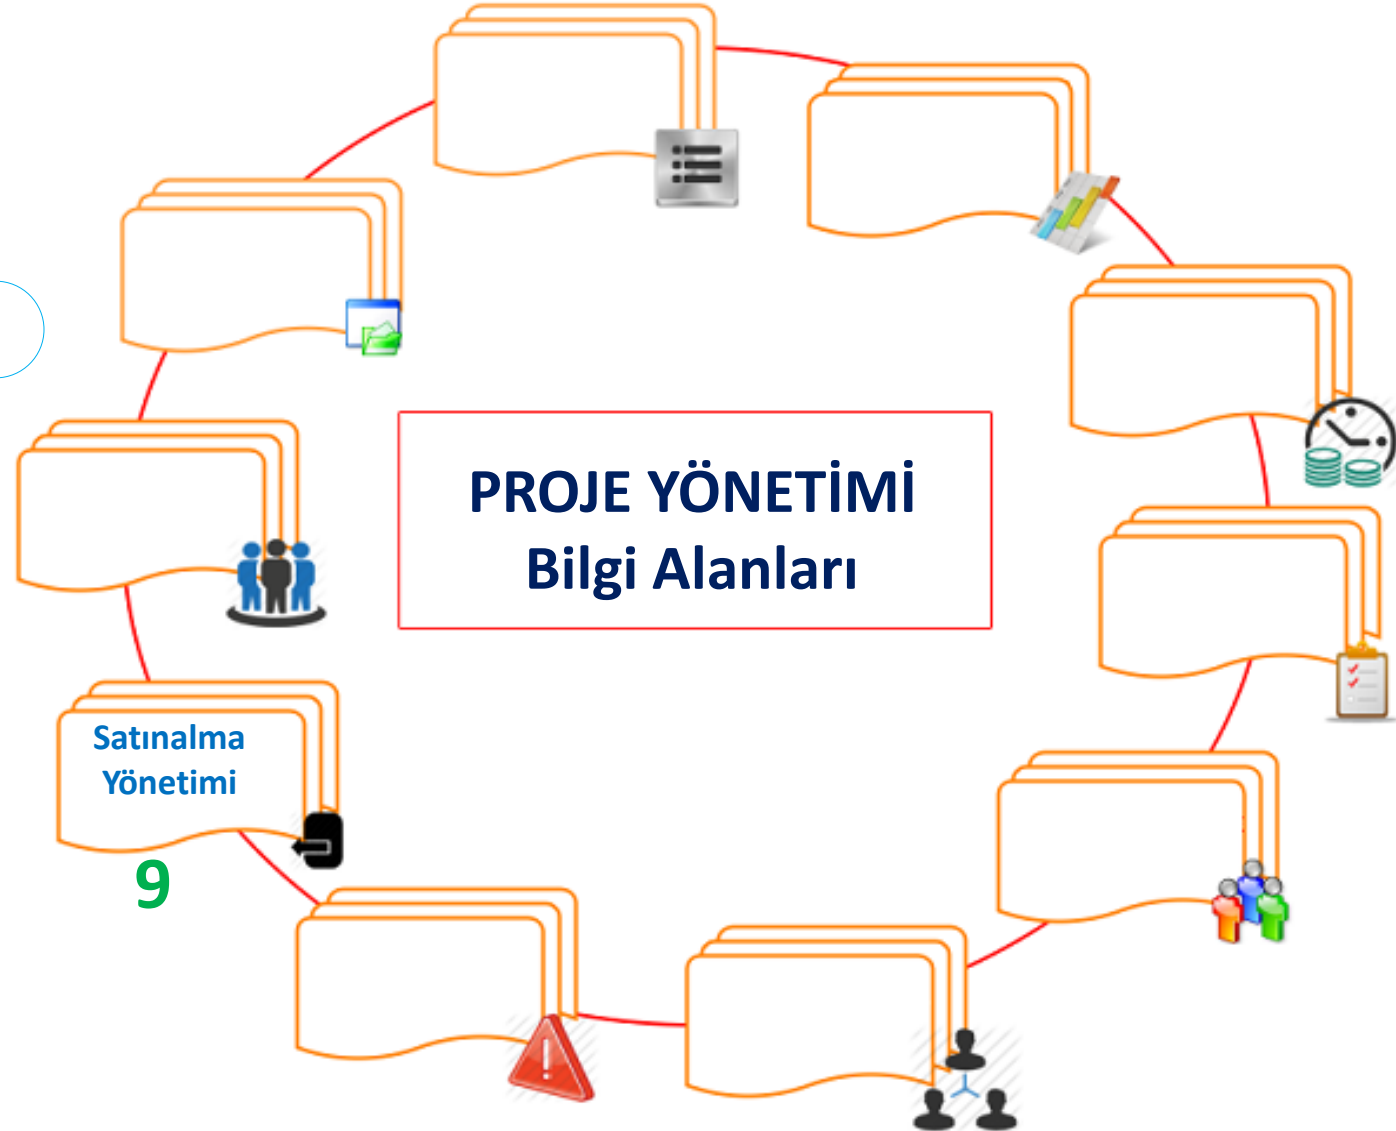 PROJE YÖNETİMİ
Bilgi Alanları
Satınalma
Yönetimi
9